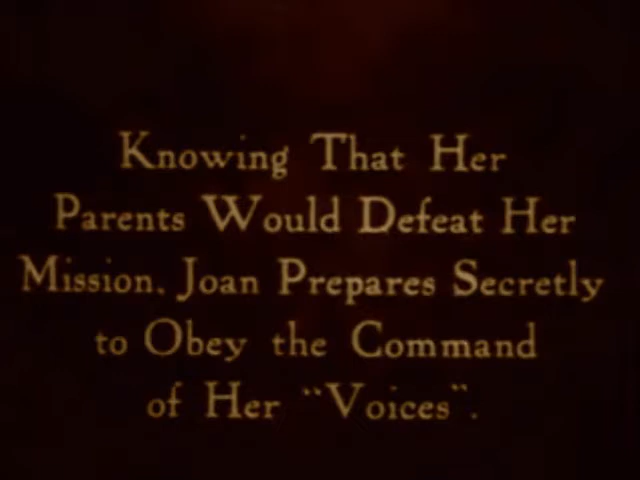 Knowing That Her
Parents Would Defeat Her
Mission, Joan Prepares Secretly
to Obey the Command
of Her “Voices”.